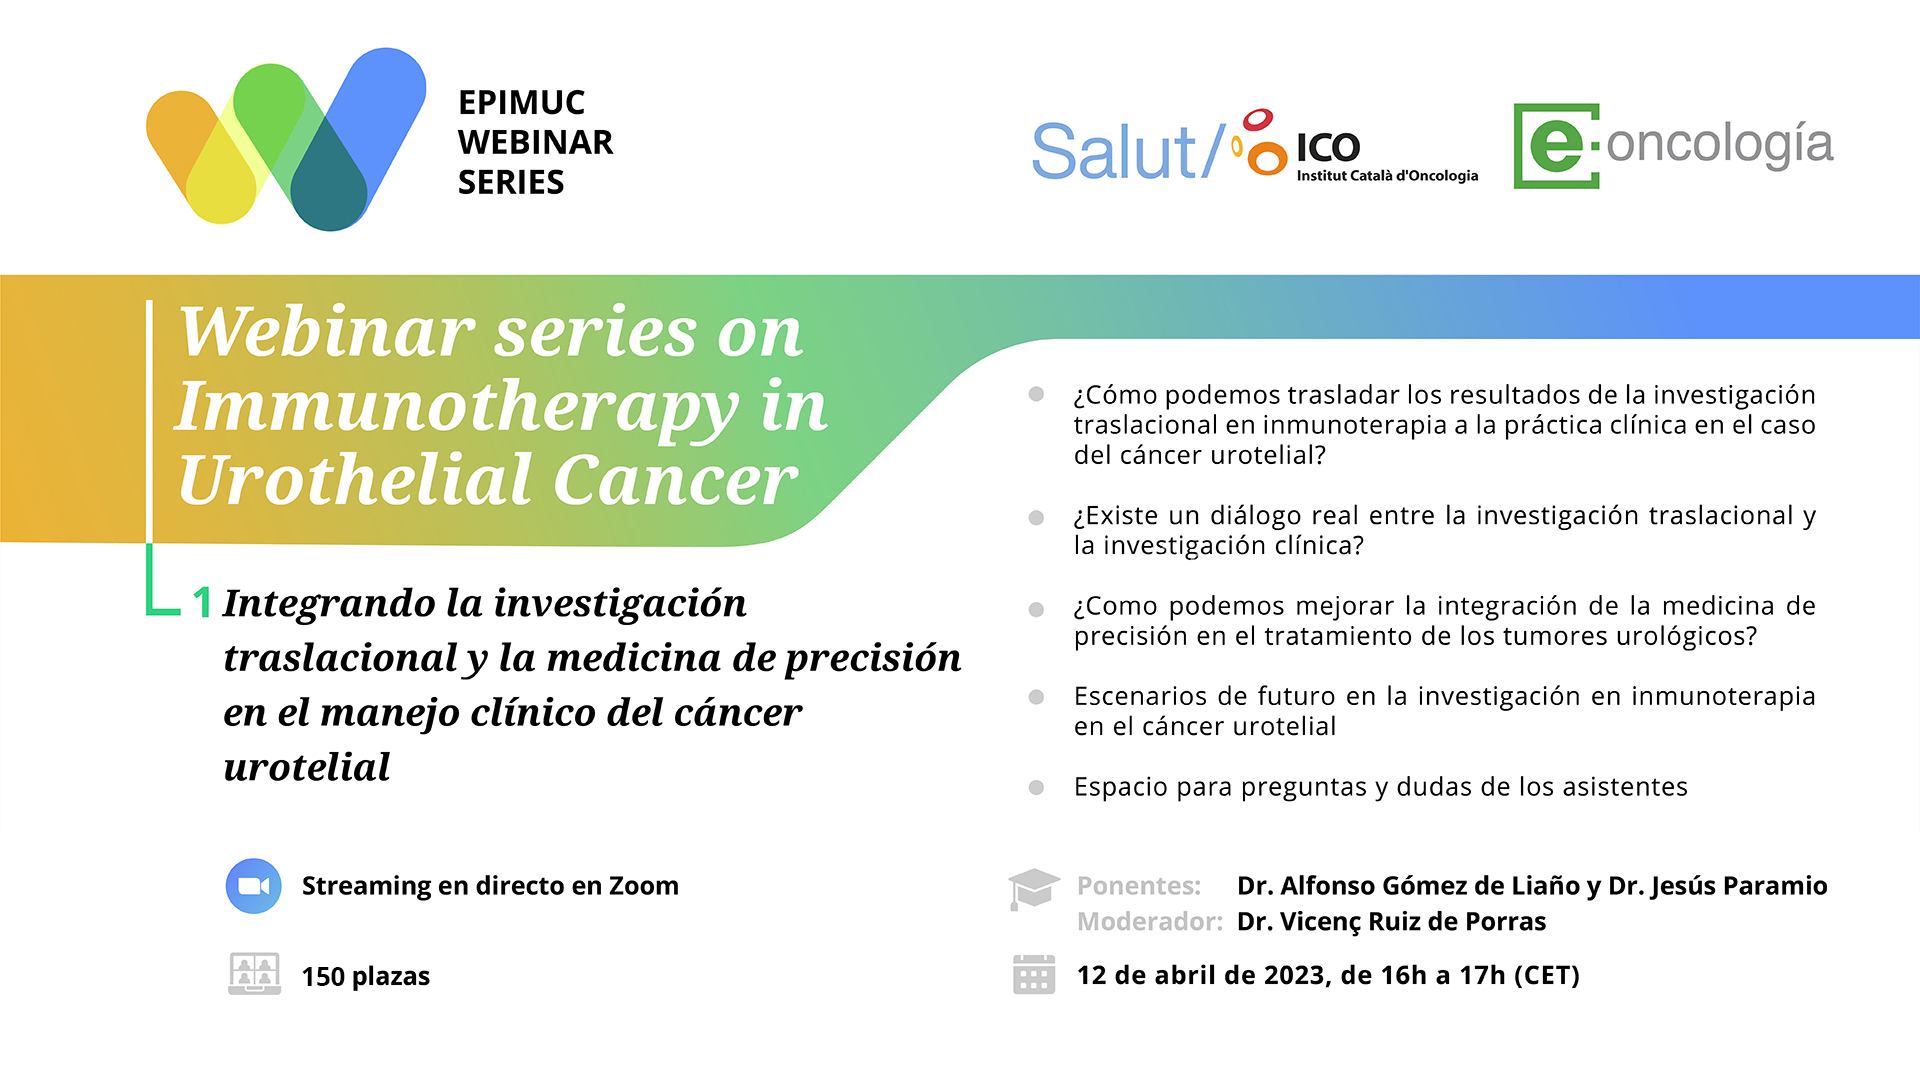 EPIMUC
WEBINAR
SERIES
Salut/
ICO
Institut Català d'Oncologia
e·oncología
Webinar series on
Immunotherapy in
Urothelial Cancer
1 Integrando la investigación
traslacional y la medicina de precisión
en el manejo clínico del cáncer
urotelial
¿Cómo podemos trasladar los resultados de la investigación
traslacional en inmunoterapia a la práctica clínica en el caso
del cáncer urotelial?
¿Existe un diálogo real entre la investigación traslacional y
la investigación clínica?
¿Como podemos mejorar la integración de la medicina de
precisión en el tratamiento de los tumores urológicos?
Escenarios de futuro en la investigación en inmunoterapia
en el cáncer urotelial
Espacio para preguntas y dudas de los asistentes
Streaming en directo en Zoom
150 plazas
Ponentes: Dr. Alfonso Gómez de Liaño y Dr. Jesús Paramio
Moderador: Dr. Vicenç Ruiz de Porras
12 de abril de 2023, de 16h a 17h (CET)